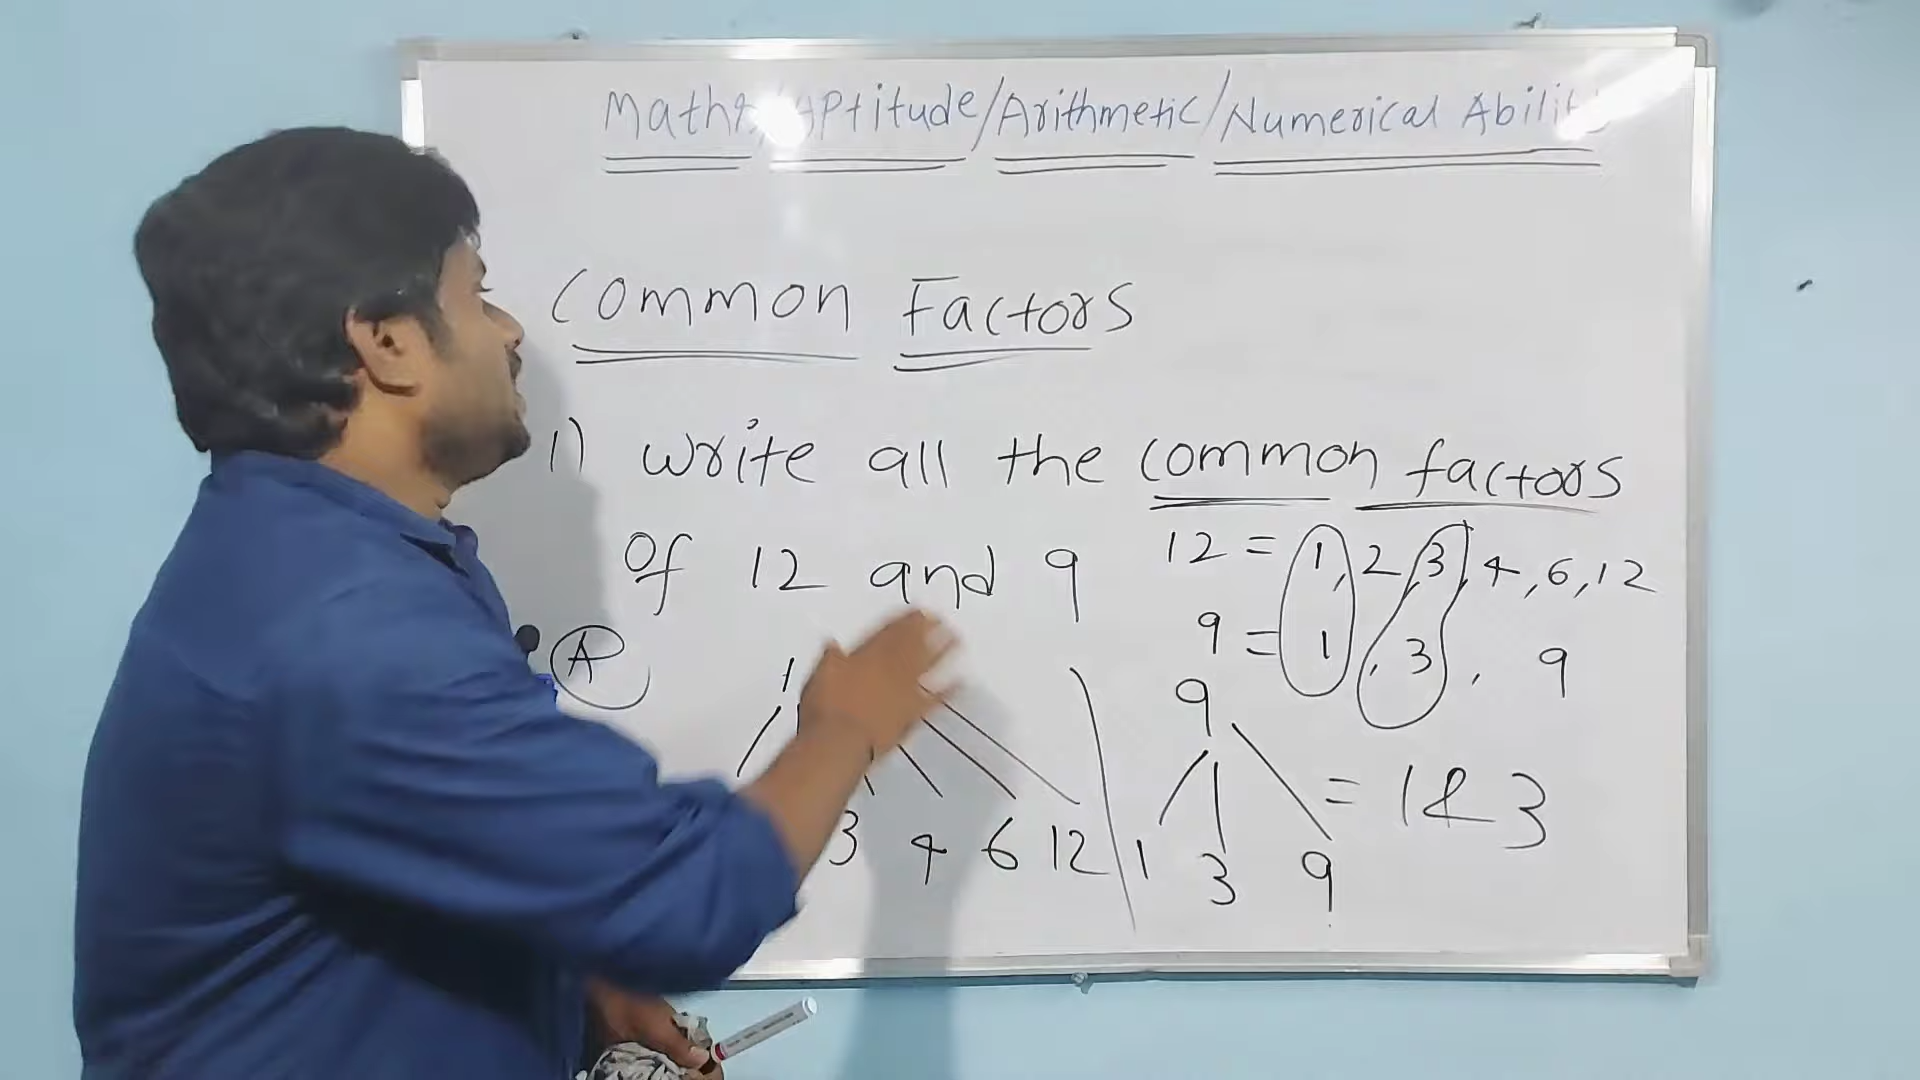 Maths/Aptitude/Arithmetic/Numerical Abili
Common Factors
1) write all the common factors
of 12 and 9
12 = 1, 2, 3, 4, 6, 12
9 = 1, 3, 9
A
1
3 4 6 12
9
1 3 9
= 1 & 3